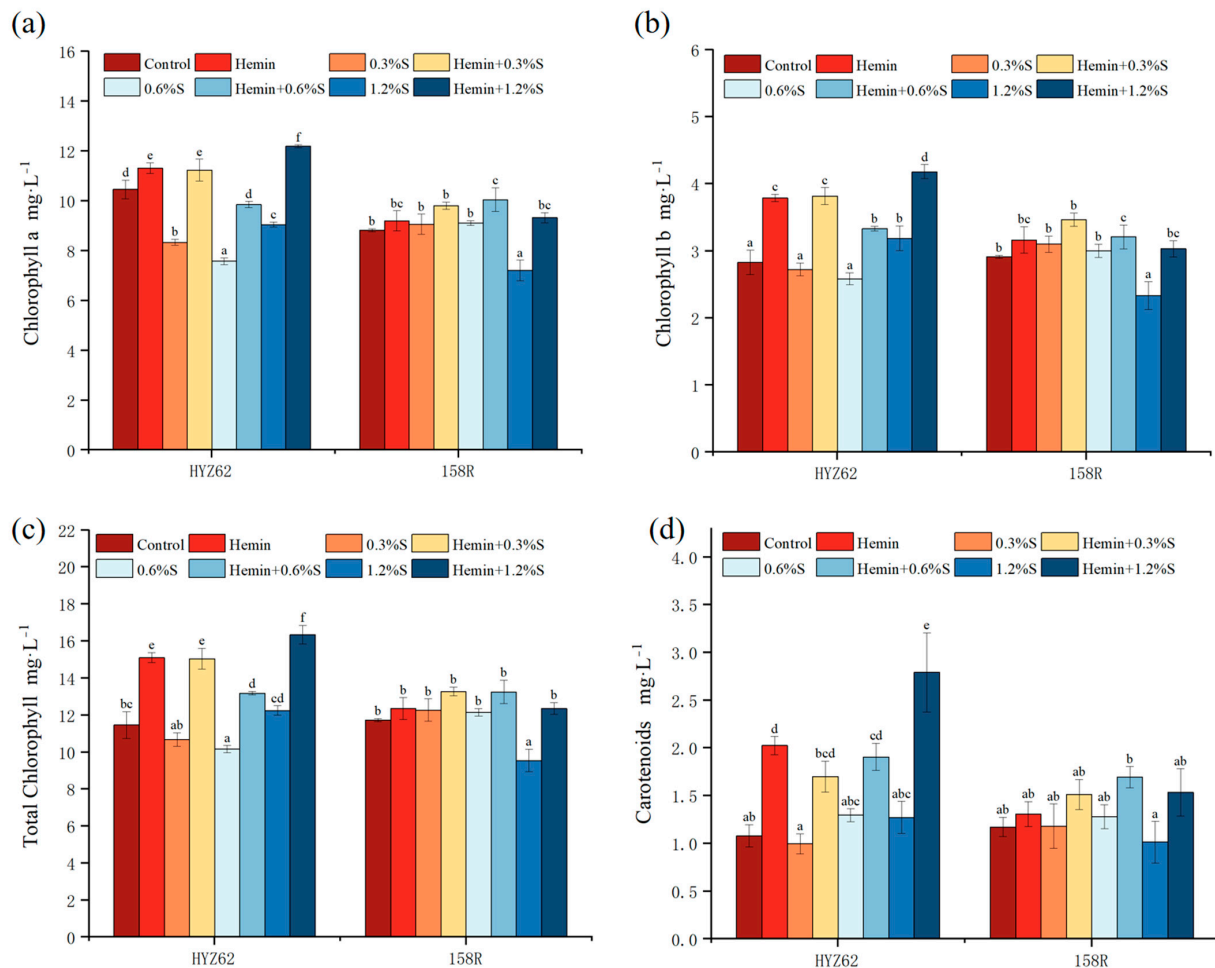 (a)
16
14
12
10
8
6
4
2
0
Chlorophyll a mg·L⁻¹
Control Hemin 0.3%S Hemin+0.3%S
0.6%S Hemin+0.6%S 1.2%S Hemin+1.2%S
d e b e a d c f
b bc b b b c a bc
HYZ62 158R
(b)
6
5
4
3
2
1
0
Chlorophyll b mg·L⁻¹
Control Hemin 0.3%S Hemin+0.3%S
0.6%S Hemin+0.6%S 1.2%S Hemin+1.2%S
a c a c a b b d
b bc b b b c a bc
HYZ62 158R
(c)
22
20
18
16
14
12
10
8
6
4
2
0
Total Chlorophyll mg·L⁻¹
Control Hemin 0.3%S Hemin+0.3%S
0.6%S Hemin+0.6%S 1.2%S Hemin+1.2%S
bc e ab e a d cd f
b b b b b b a b
HYZ62 158R
(d)
4.0
3.5
3.0
2.5
2.0
1.5
1.0
0.5
0.0
Carotenoids mg·L⁻¹
Control Hemin 0.3%S Hemin+0.3%S
0.6%S Hemin+0.6%S 1.2%S Hemin+1.2%S
ab d a bcd abc cd abc e
ab ab ab ab ab b a ab
HYZ62 158R